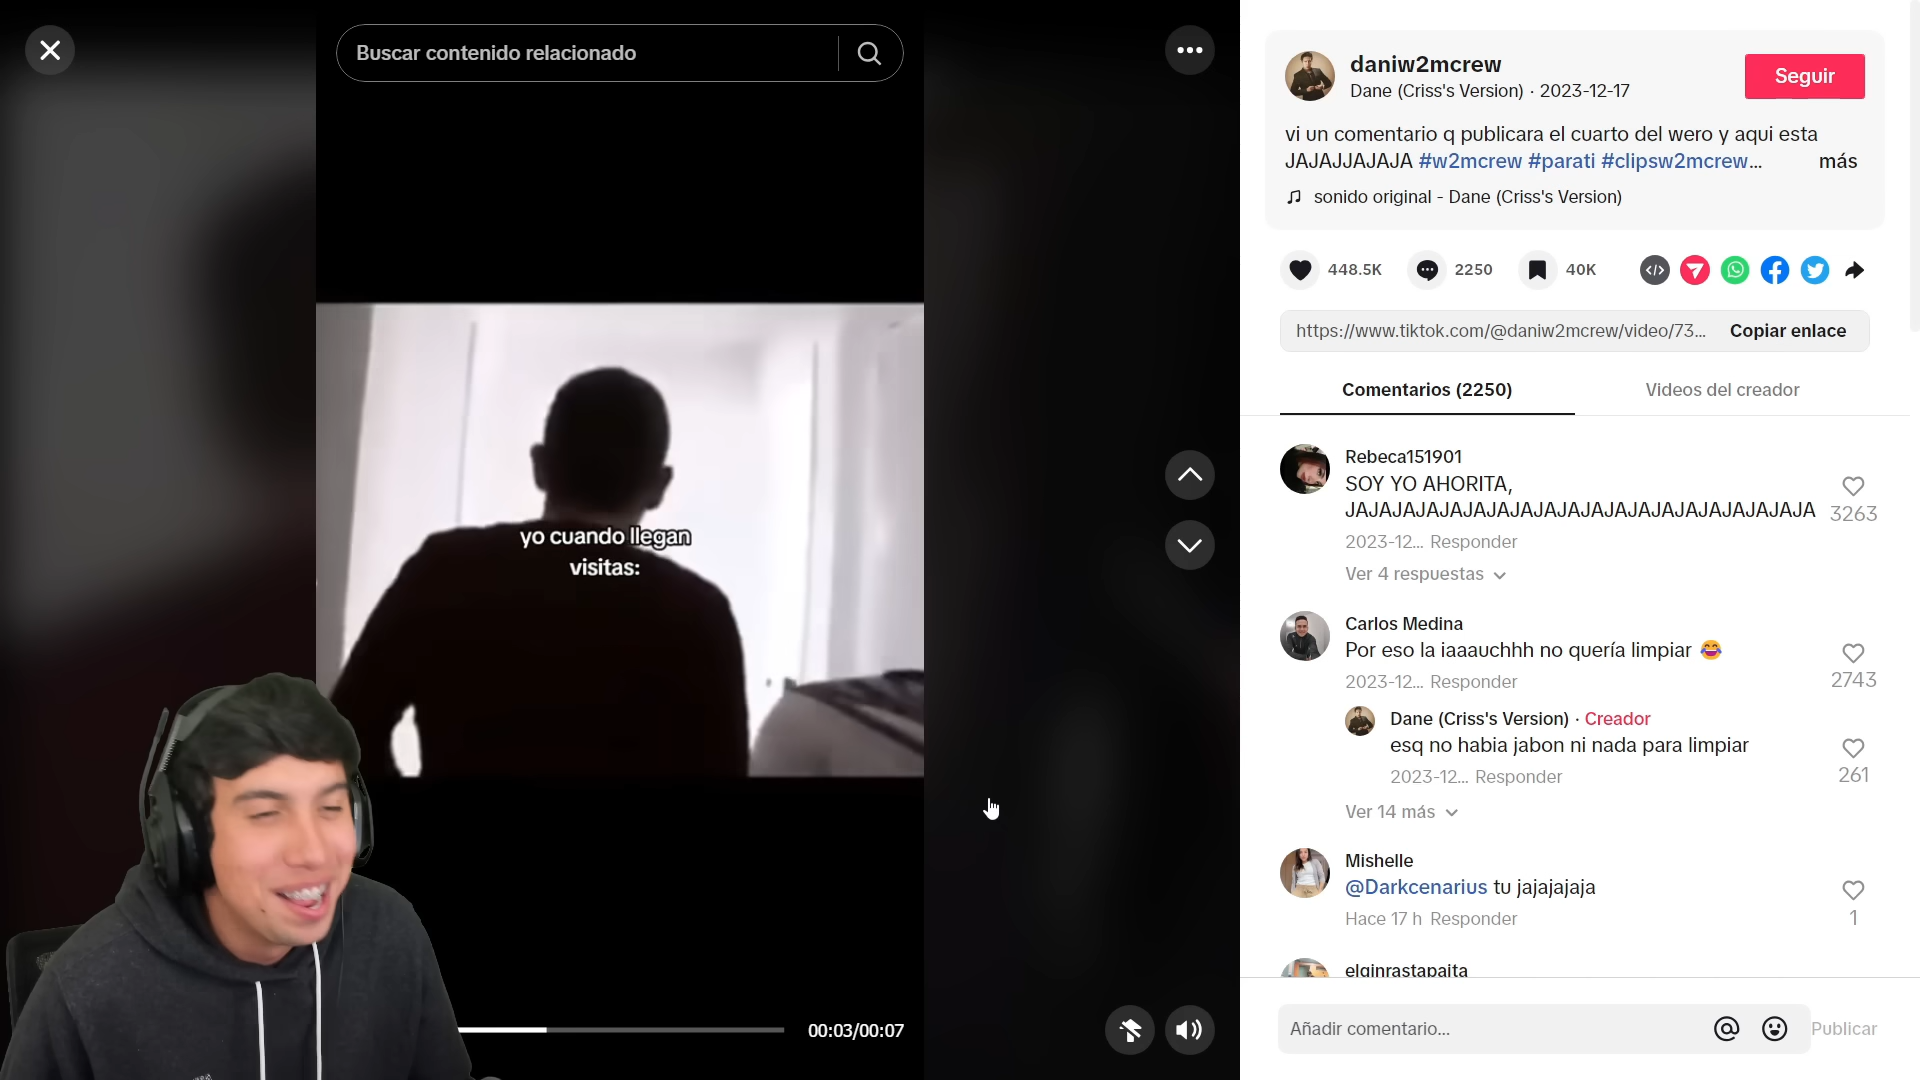 Buscar contenido relacionado
yo cuando llegan
visitas:
00:03/00:07
daniw2mcrew
Dane (Criss's Version) · 2023-12-17
Seguir
vi un comentario q publicara el cuarto del wero y aqui esta
JAJAJJAJAJA #w2mcrew #parati #clipsw2mcrew...
más
sonido original - Dane (Criss's Version)
448.5K
2250
40K
https://www.tiktok.com/@daniw2mcrew/video/73...
Copiar enlace
Comentarios (2250)
Videos del creador
Rebeca151901
SOY YO AHORITA,
JAJAJAJAJAJAJAJAJAJAJAJAJAJAJAJAJAJAJAJA
3263
2023-12... Responder
Ver 4 respuestas
Carlos Medina
Por eso la iaaauchhh no quería limpiar 😂
2743
2023-12... Responder
Dane (Criss's Version) · Creador
esq no habia jabon ni nada para limpiar
261
2023-12... Responder
Ver 14 más
Mishelle
@Darkcenarius tu jajajajaja
1
Hace 17 h Responder
elginrastapaita
Añadir comentario...
Publicar